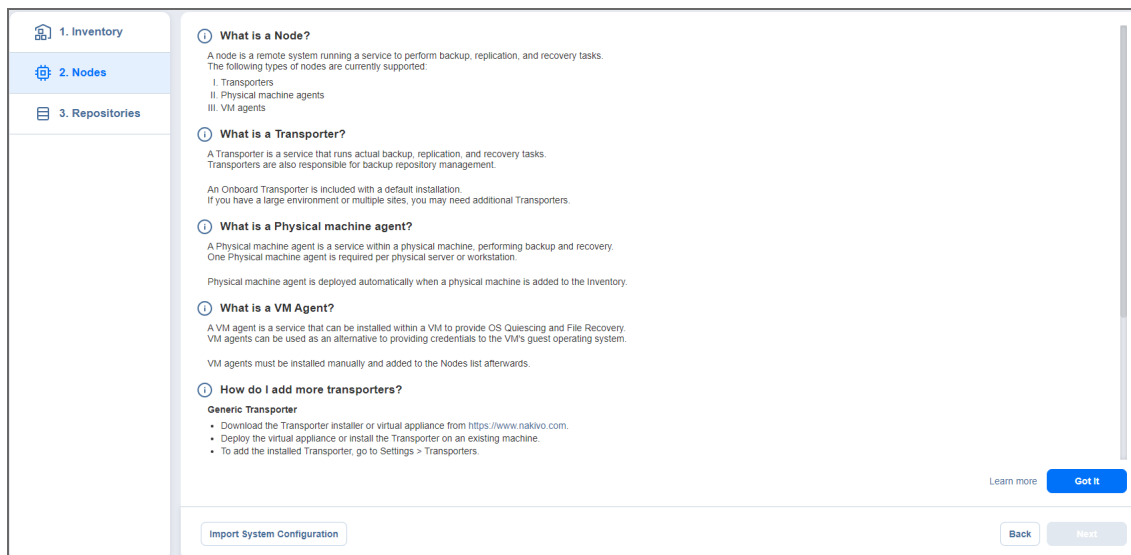 1. Inventory
2. Nodes
3. Repositories
What is a Node?
A node is a remote system running a service to perform backup, replication, and recovery tasks.
The following types of nodes are currently supported:
I. Transporters
II. Physical machine agents
III. VM agents
What is a Transporter?
A Transporter is a service that runs actual backup, replication, and recovery tasks.
Transporters are also responsible for backup repository management.
An Onboard Transporter is included with a default installation.
If you have a large environment or multiple sites, you may need additional Transporters.
What is a Physical machine agent?
A Physical machine agent is a service within a physical machine, performing backup and recovery.
One Physical machine agent is required per physical server or workstation.
Physical machine agent is deployed automatically when a physical machine is added to the Inventory.
What is a VM Agent?
A VM agent is a service that can be installed within a VM to provide OS Quiescing and File Recovery.
VM agents can be used as an alternative to providing credentials to the VM's guest operating system.
VM agents must be installed manually and added to the Nodes list afterwards.
How do I add more transporters?
Generic Transporter
• Download the Transporter installer or virtual appliance from https://www.nakivo.com.
• Deploy the virtual appliance or install the Transporter on an existing machine.
• To add the installed Transporter, go to Settings > Transporters.
Learn more
Got It
Import System Configuration
Back
Next